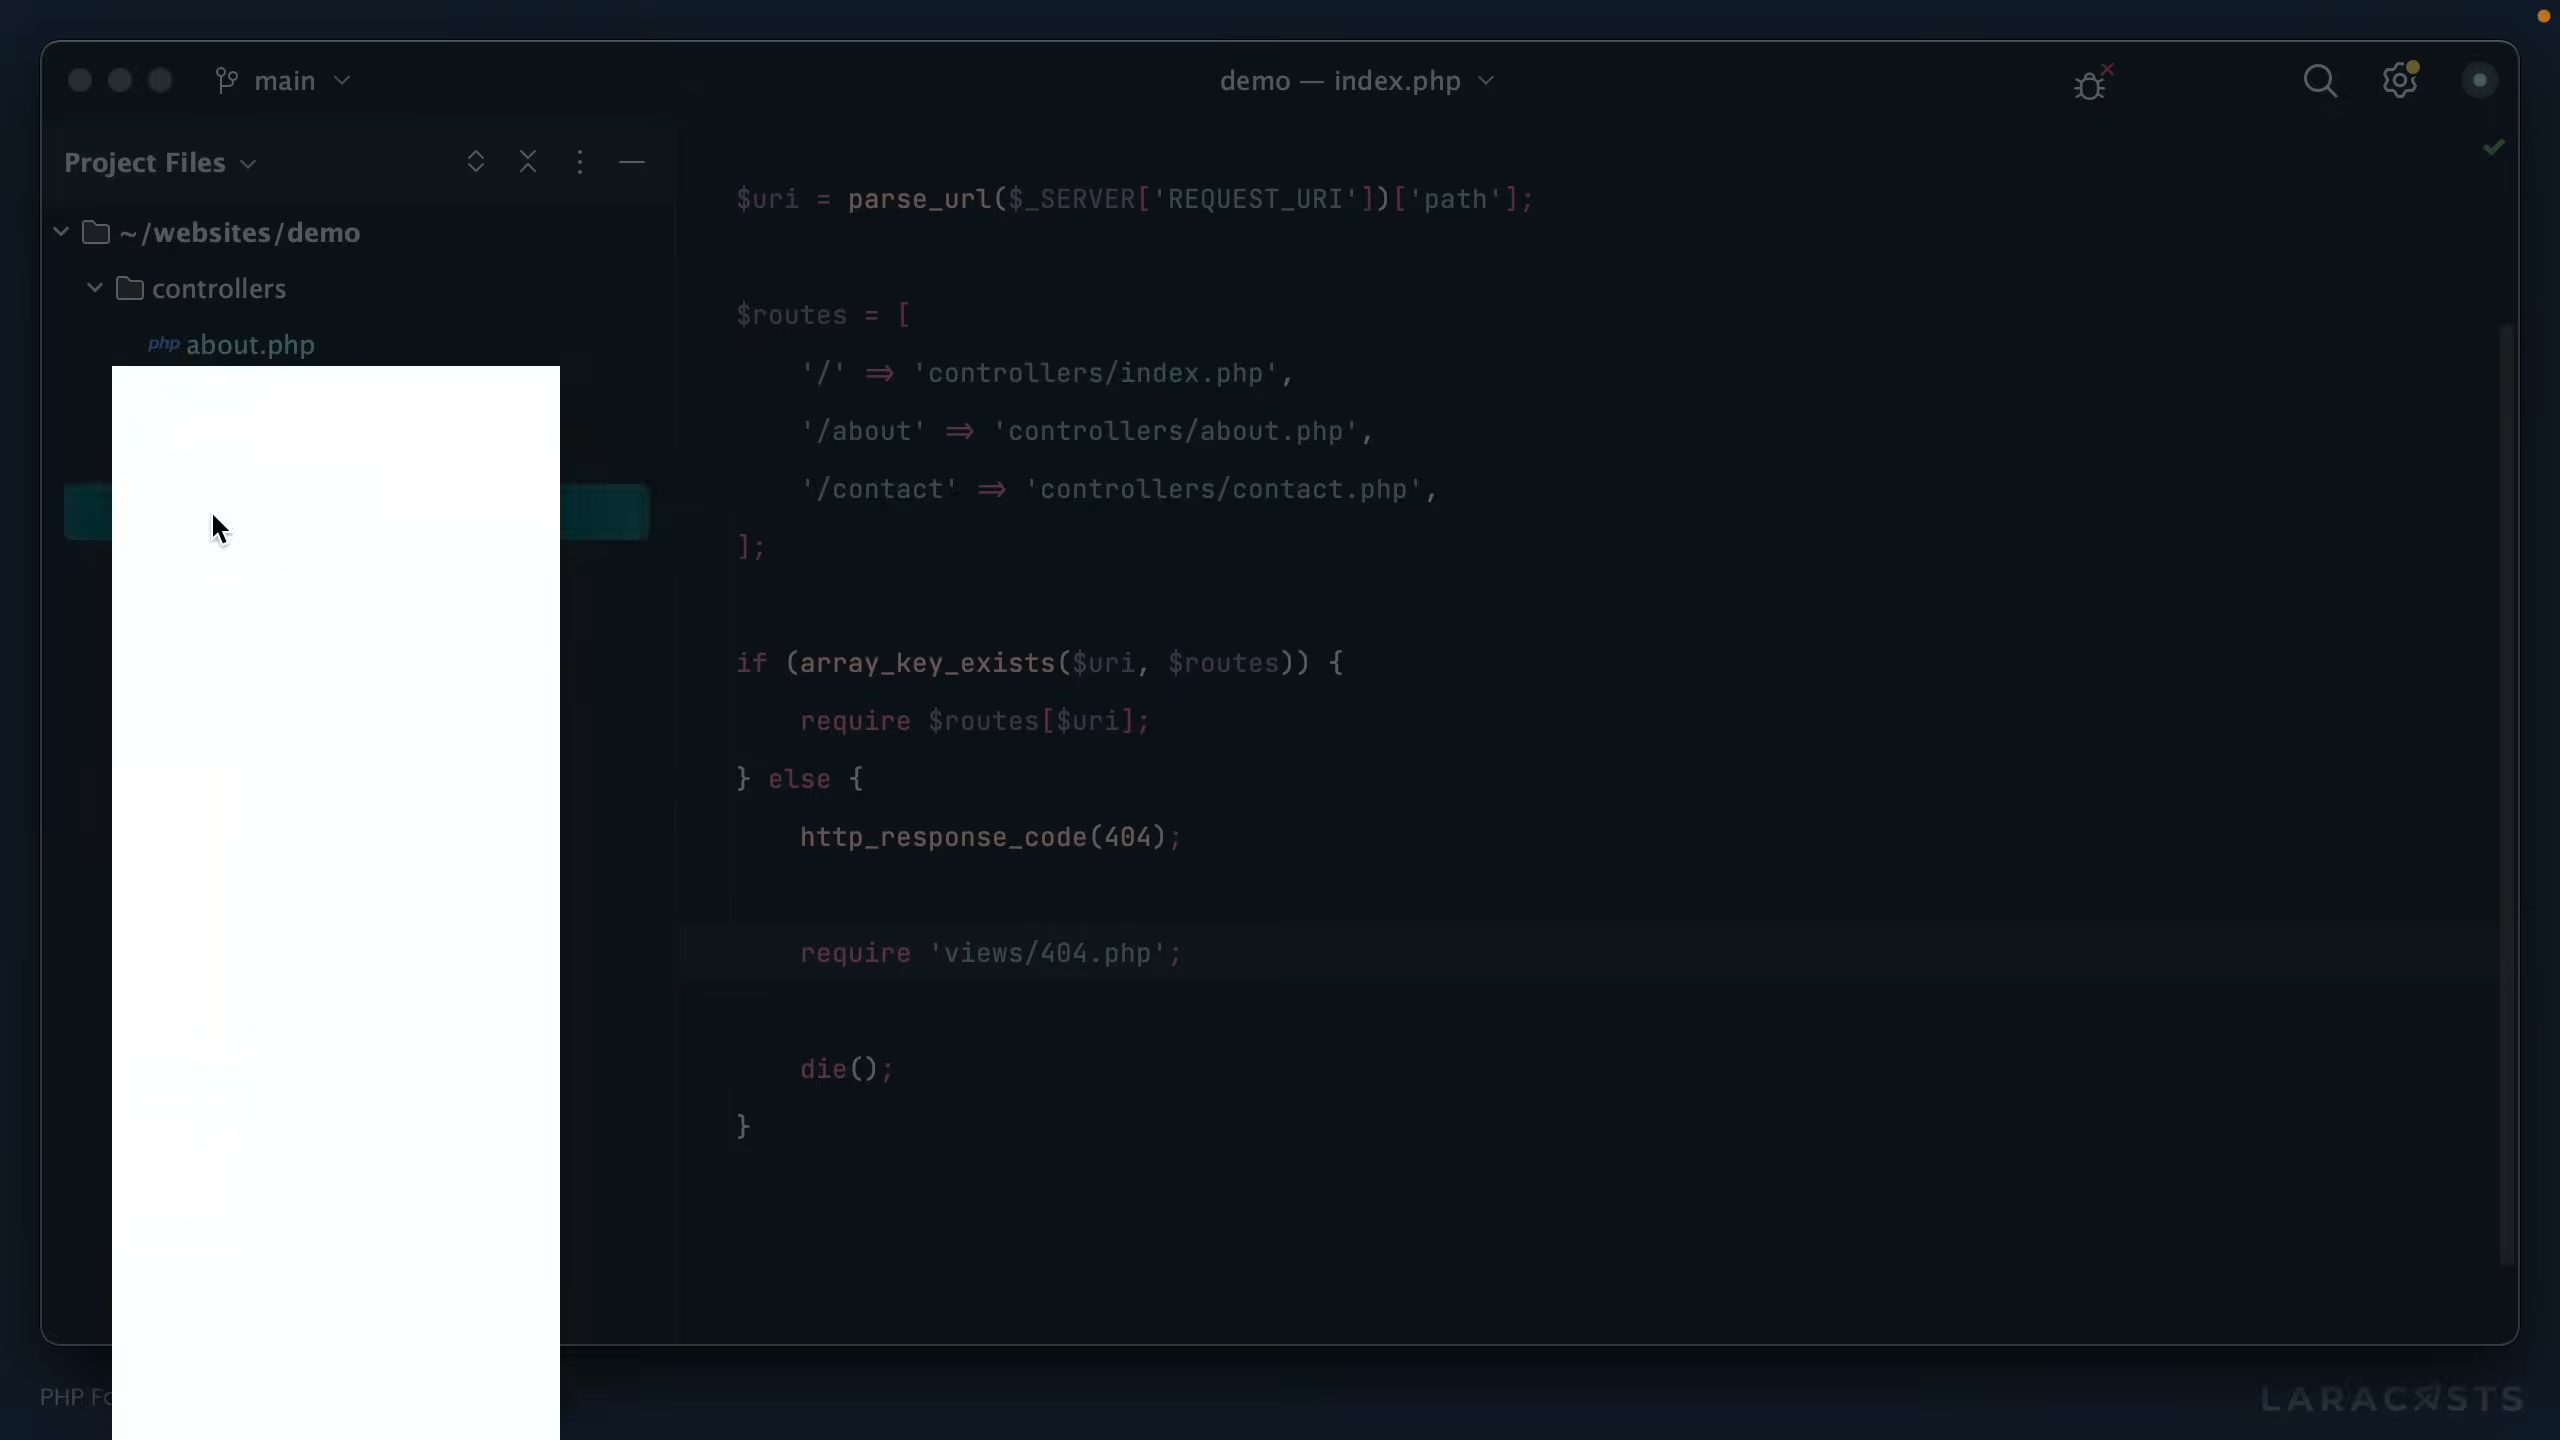 main
demo — index.php
Project Files
~/websites/demo
controllers
php about.php
$uri = parse_url($_SERVER['REQUEST_URI'])['path'];
$routes = [
'/' => 'controllers/index.php',
'/about' => 'controllers/about.php',
'/contact' => 'controllers/contact.php',
];
if (array_key_exists($uri, $routes)) {
require $routes[$uri];
} else {
http_response_code(404);
require 'views/404.php';
die();
}
PHP
LARACASTS